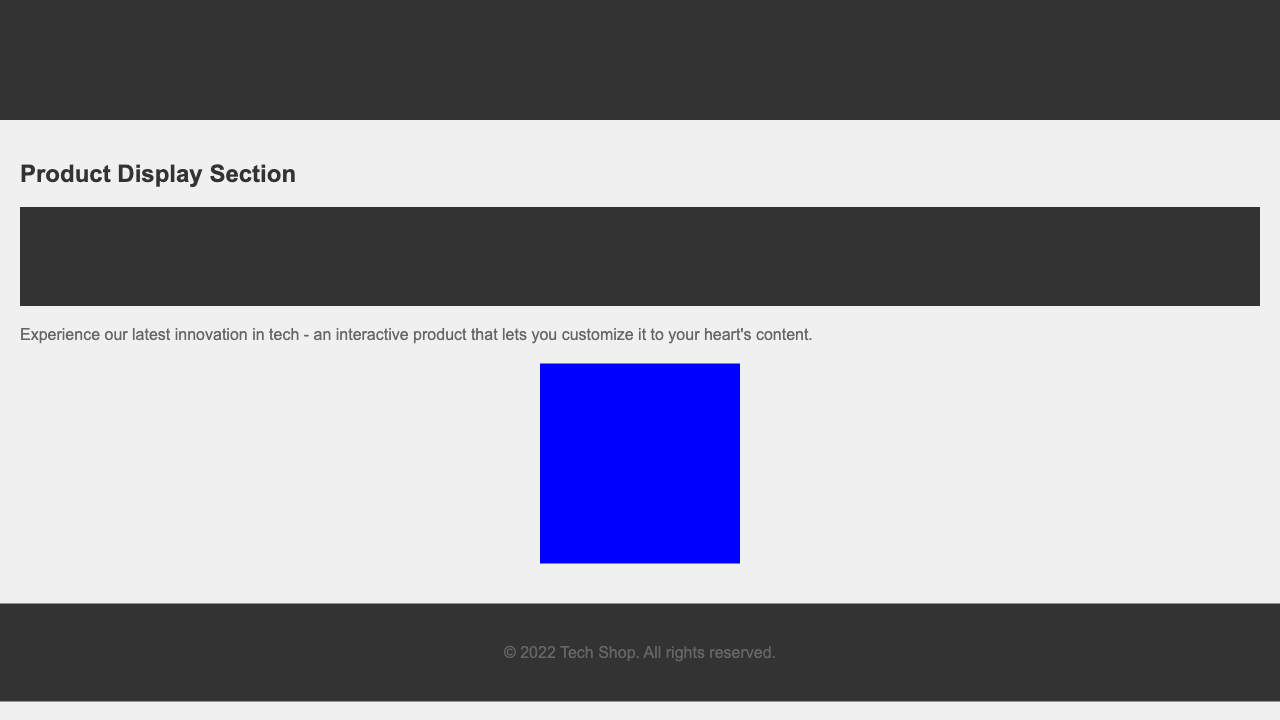 Product Display Section
Experience our latest innovation in tech - an interactive product that lets you customize it to your heart's content.
© 2022 Tech Shop. All rights reserved.